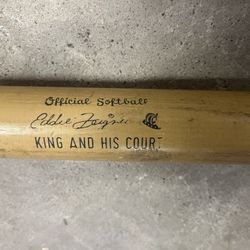 Official Softball
Eddie Feigner
KING AND HIS COURT